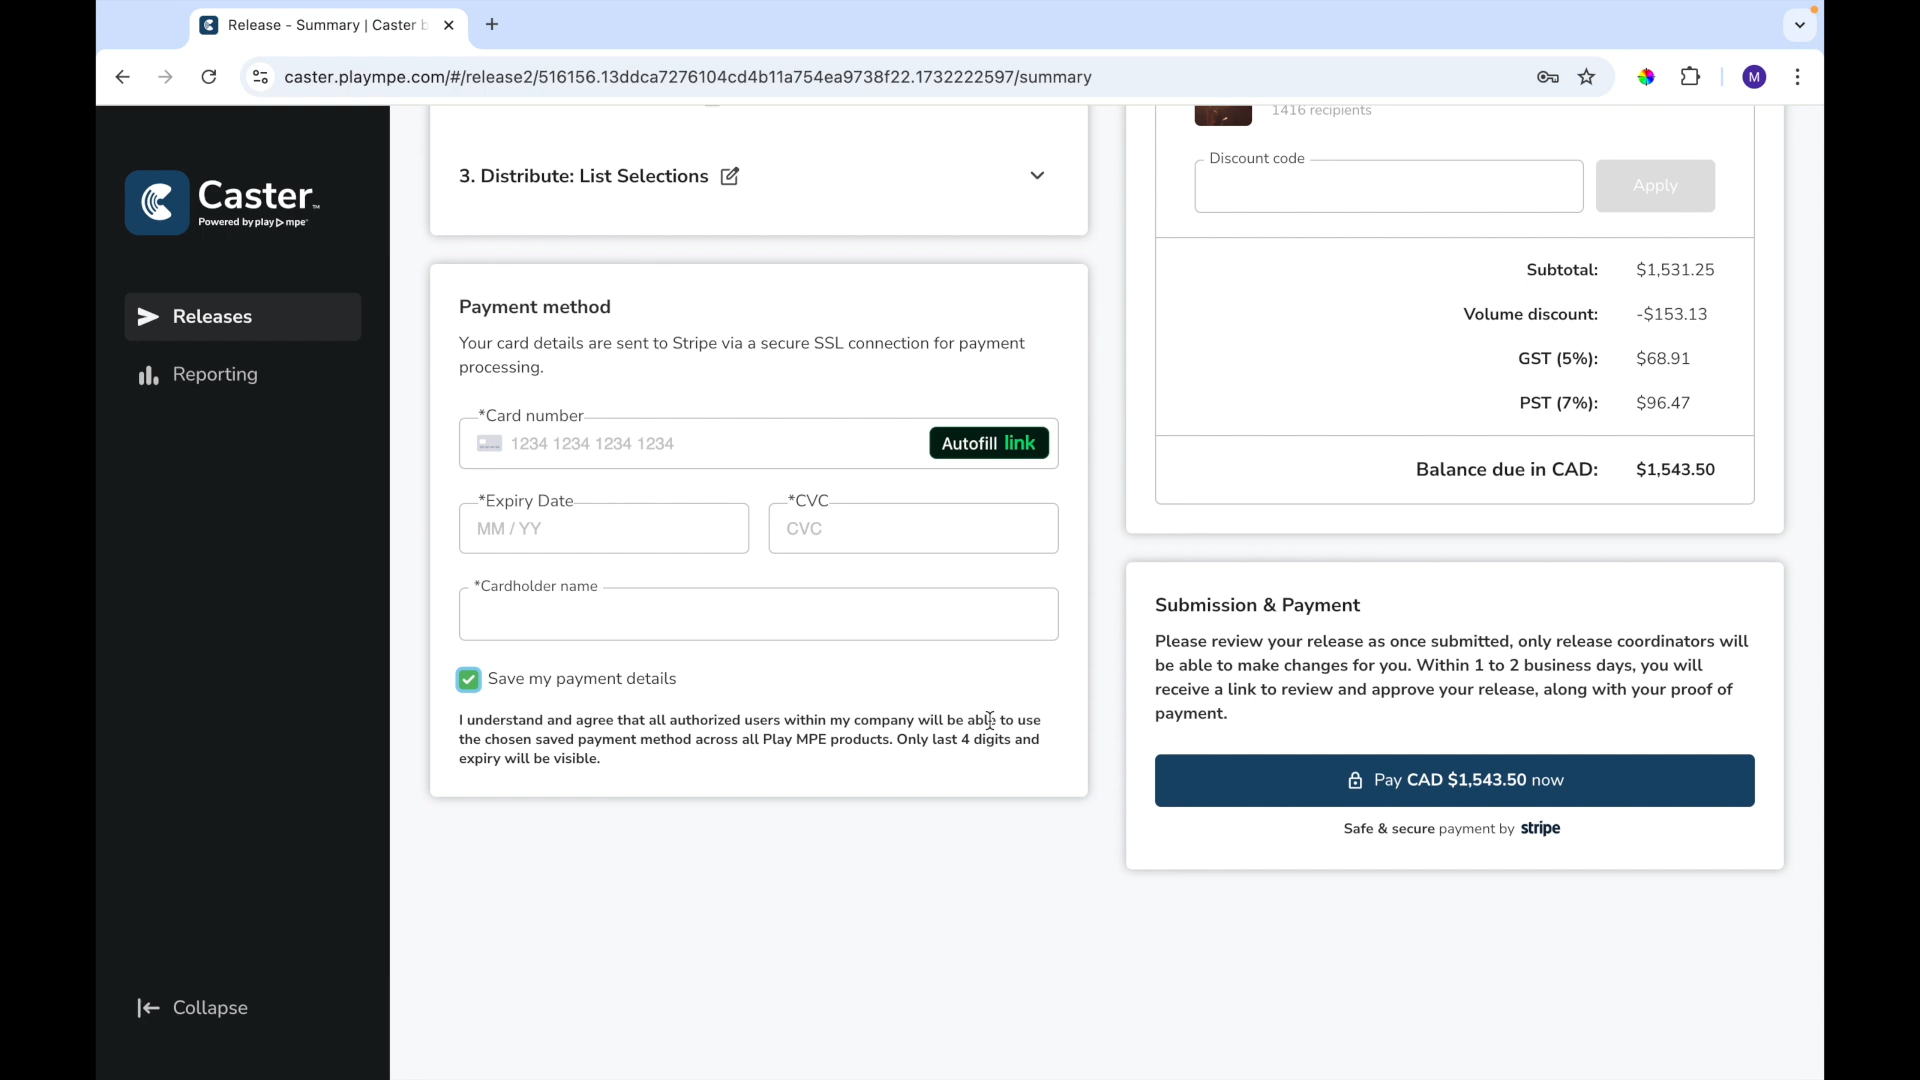 Release - Summary | Caster b
caster.plaympe.com/#/release2/516156.13ddca7276104cd4b11a754ea9738f22.1732222597/summary
M
Caster™
Powered by play mpe®
Releases
Reporting
Collapse
3. Distribute: List Selections
Payment method
Your card details are sent to Stripe via a secure SSL connection for payment
processing.
*Card number
1234 1234 1234 1234
Autofill link
*Expiry Date
*CVC
MM / YY
CVC
*Cardholder name
Save my payment details
I understand and agree that all authorized users within my company will be able to use
the chosen saved payment method across all Play MPE products. Only last 4 digits and
expiry will be visible.
1416 recipients
Discount code
Apply
Subtotal: $1,531.25
Volume discount: -$153.13
GST (5%): $68.91
PST (7%): $96.47
Balance due in CAD: $1,543.50
Submission & Payment
Please review your release as once submitted, only release coordinators will
be able to make changes for you. Within 1 to 2 business days, you will
receive a link to review and approve your release, along with your proof of
payment.
Pay CAD $1,543.50 now
Safe & secure payment by stripe